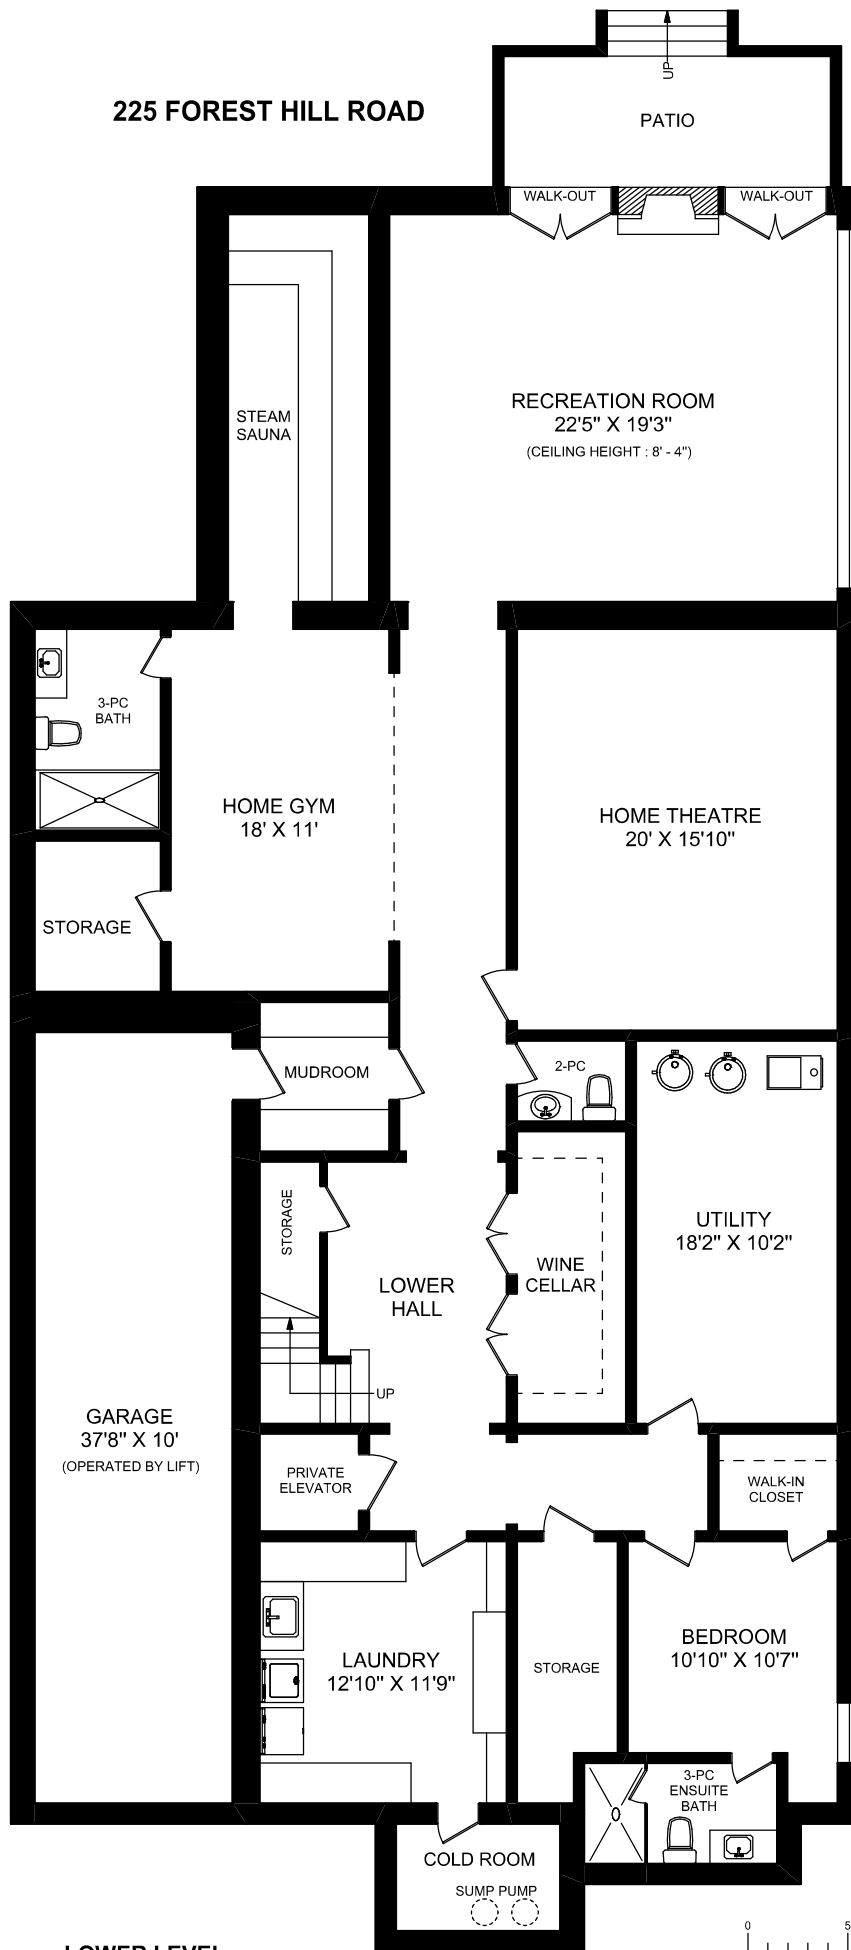 UP
225 FOREST HILL ROAD
PATIO
WALK-OUT
WALK-OUT
RECREATION ROOM
22'5" X 19'3"
(CEILING HEIGHT : 8' - 4")
STEAM
SAUNA
3-PC
BATH
HOME GYM
18' X 11'
HOME THEATRE
20' X 15'10"
STORAGE
MUDROOM
2-PC
STORAGE
UTILITY
18'2" X 10'2"
WINE
CELLAR
LOWER
HALL
UP
GARAGE
37'8" X 10'
(OPERATED BY LIFT)
PRIVATE
ELEVATOR
WALK-IN
CLOSET
LAUNDRY
12'10" X 11'9"
STORAGE
BEDROOM
10'10" X 10'7"
3-PC
ENSUITE
BATH
COLD ROOM
SUMP PUMP
0 5
LOWER LEVEL